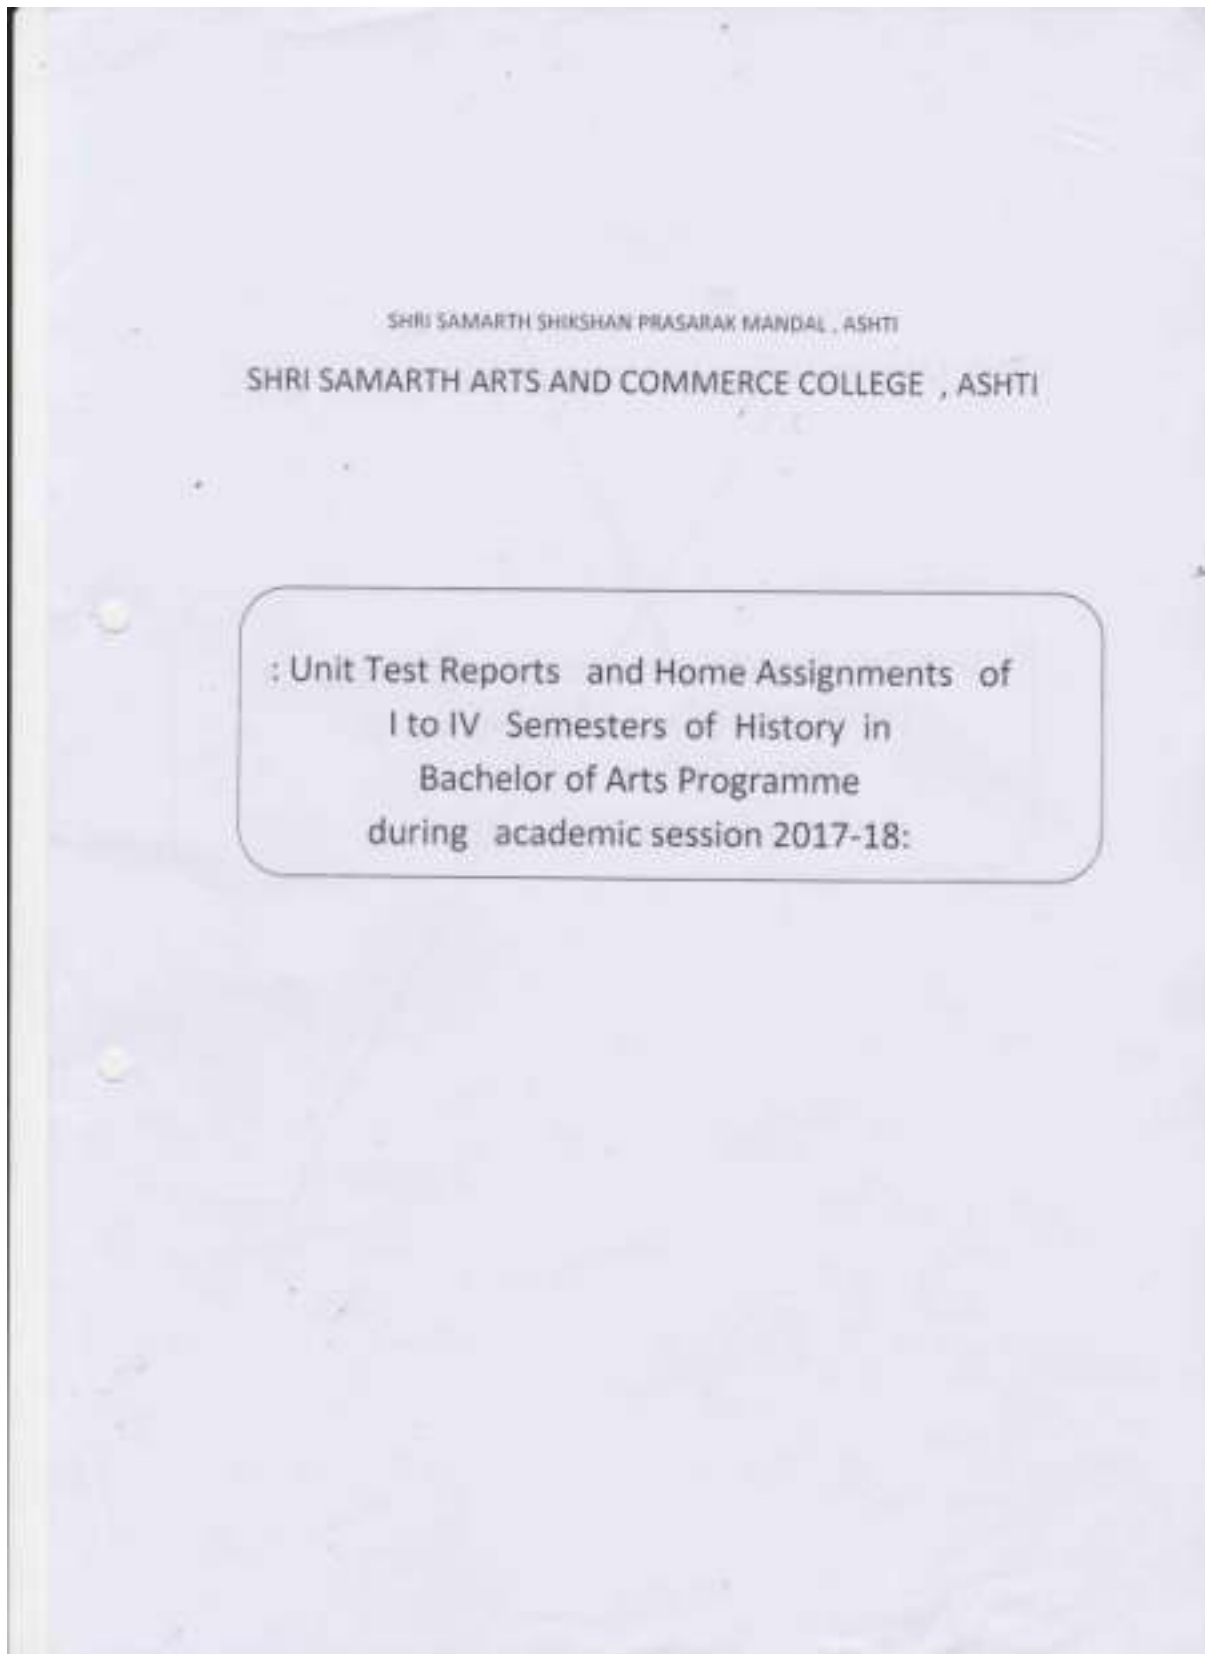 SHRI SAMARTH SHIKSHAN PRASARAK MANDAL , ASHTI
SHRI SAMARTH ARTS AND COMMERCE COLLEGE , ASHTI
: Unit Test Reports and Home Assignments of
I to IV Semesters of History in
Bachelor of Arts Programme
during academic session 2017-18: